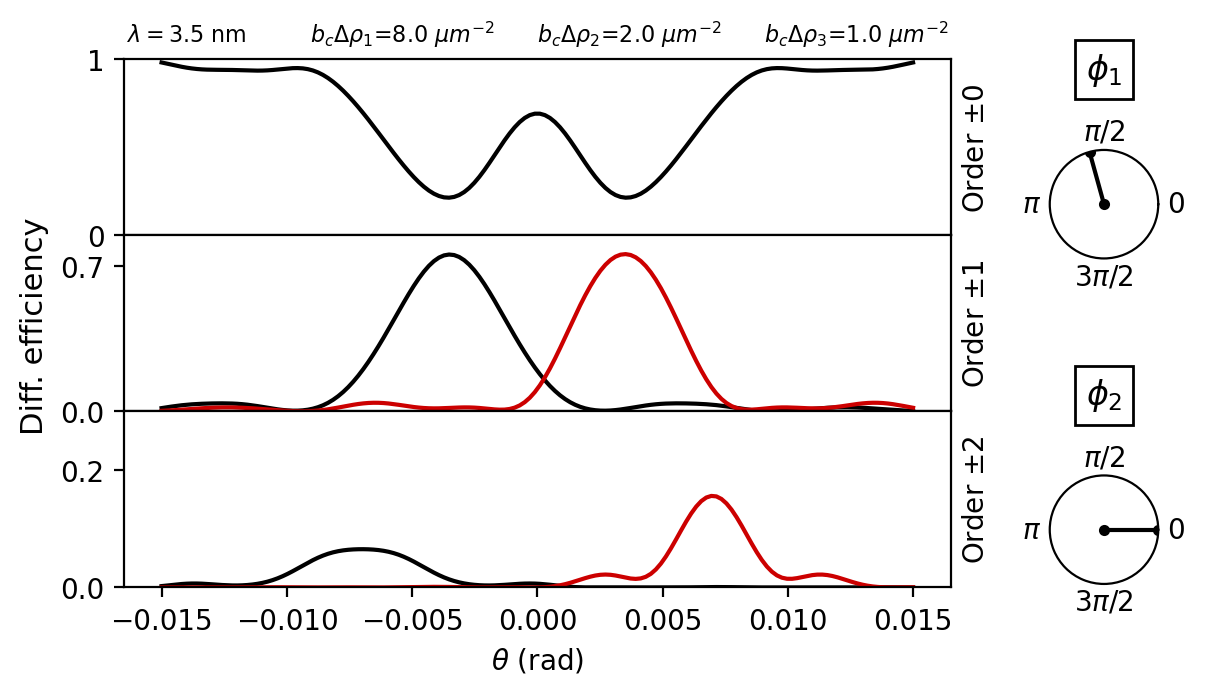 λ = 3.5 nm b_cΔρ_1=8.0 μm^{-2} b_cΔρ_2=2.0 μm^{-2} b_cΔρ_3=1.0 μm^{-2}
1
0
Order ±0
Diff. efficiency
0.7
0.0
Order ±1
0.2
0.0
Order ±2
−0.015 −0.010 −0.005 0.000 0.005 0.010 0.015
θ (rad)
ϕ_1
π/2
π 0
3π/2
ϕ_2
π/2
π 0
3π/2